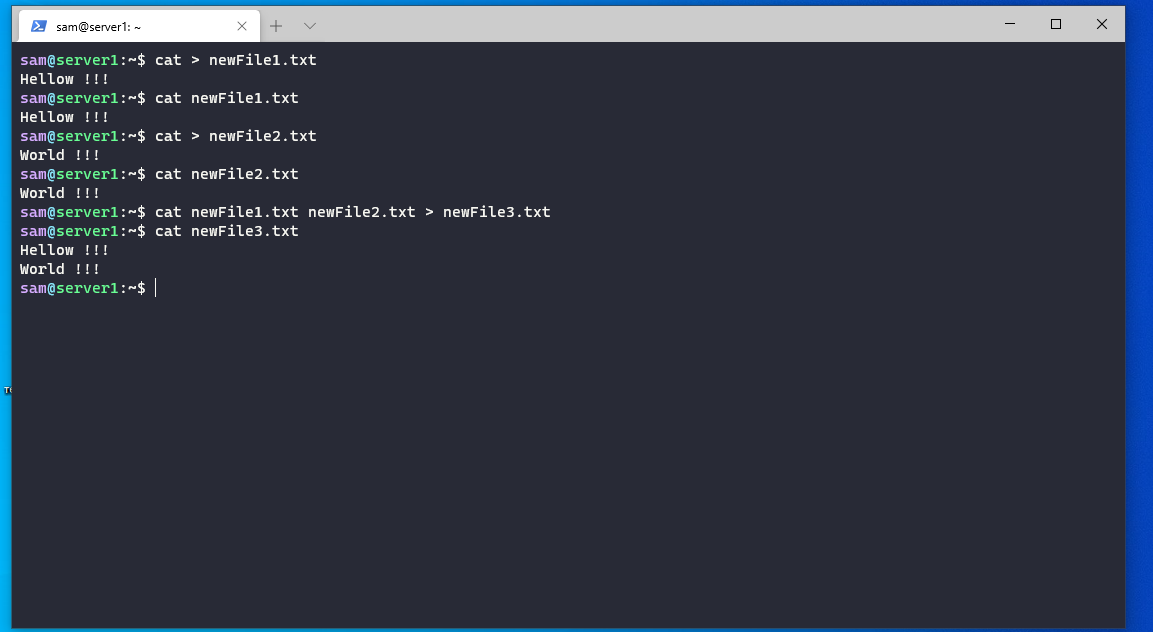 sam@server1: ~
sam@server1:~$ cat > newFile1.txt
Hellow !!!
sam@server1:~$ cat newFile1.txt
Hellow !!!
sam@server1:~$ cat > newFile2.txt
World !!!
sam@server1:~$ cat newFile2.txt
World !!!
sam@server1:~$ cat newFile1.txt newFile2.txt > newFile3.txt
sam@server1:~$ cat newFile3.txt
Hellow !!!
World !!!
sam@server1:~$